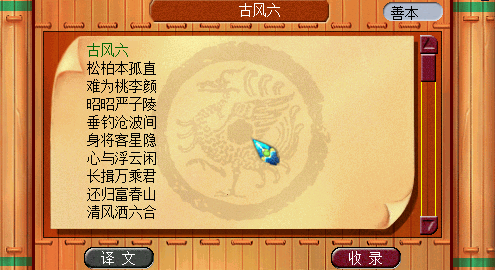 古风六
善本
古风六
松柏本孤直
难为桃李颜
昭昭严子陵
垂钓沧波间
身将客星隐
心与浮云闲
长揖万乘君
还归富春山
清风洒六合
译文
收录